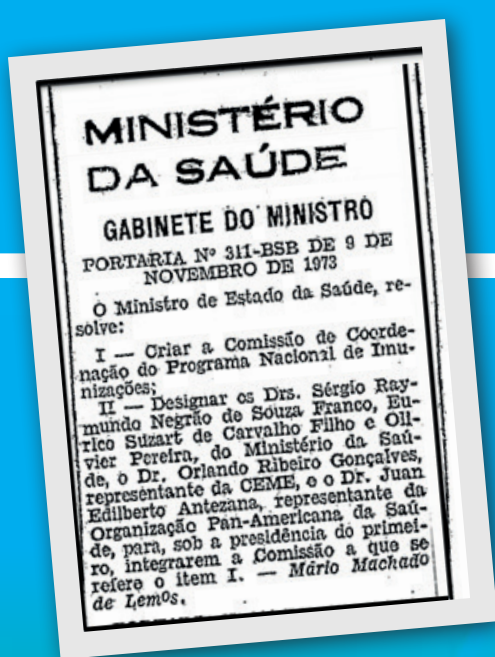 MINISTÉRIO
DA SAÚDE
GABINETE DO MINISTRO
PORTARIA Nº 311-BSB DE 9 DE
NOVEMBRO DE 1973
O Ministro de Estado da Saúde, re-
solve:
I — Criar a Comissão de Coorde-
nação do Programa Nacional de Imu-
nizações;
II — Designar os Drs. Sérgio Ray-
mundo Negrão de Souza Franco, Eu-
rico Suzart de Carvalho Filho e Oli-
vier Pereira, do Ministério da Saú-
de, o Dr. Orlando Ribeiro Gonçalves,
representante da CEME, e o Dr. Juan
Edilberto Antezana, representante da
Organização Pan-Americana da Saú-
de, para, sob a presidência do primei-
ro, integrarem a Comissão a que se
refere o item I. — Mário Machado
de Lemos.